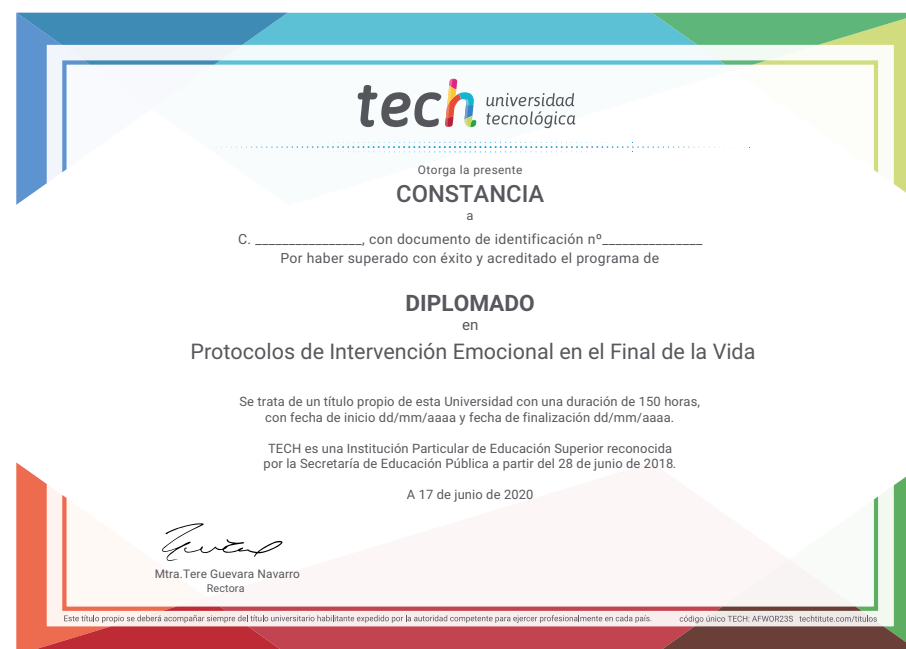 tech universidad
tecnológica
Otorga la presente
CONSTANCIA
a
C. ________________, con documento de identificación nº_______________
Por haber superado con éxito y acreditado el programa de
DIPLOMADO
en
Protocolos de Intervención Emocional en el Final de la Vida
Se trata de un título propio de esta Universidad con una duración de 150 horas,
con fecha de inicio dd/mm/aaaa y fecha de finalización dd/mm/aaaa.
TECH es una Institución Particular de Educación Superior reconocida
por la Secretaría de Educación Pública a partir del 28 de junio de 2018.
A 17 de junio de 2020
Mtra.Tere Guevara Navarro
Rectora
Este título propio se deberá acompañar siempre del título universitario habilitante expedido por la autoridad competente para ejercer profesionalmente en cada país.
código único TECH: AFWOR23S techtitute.com/titulos